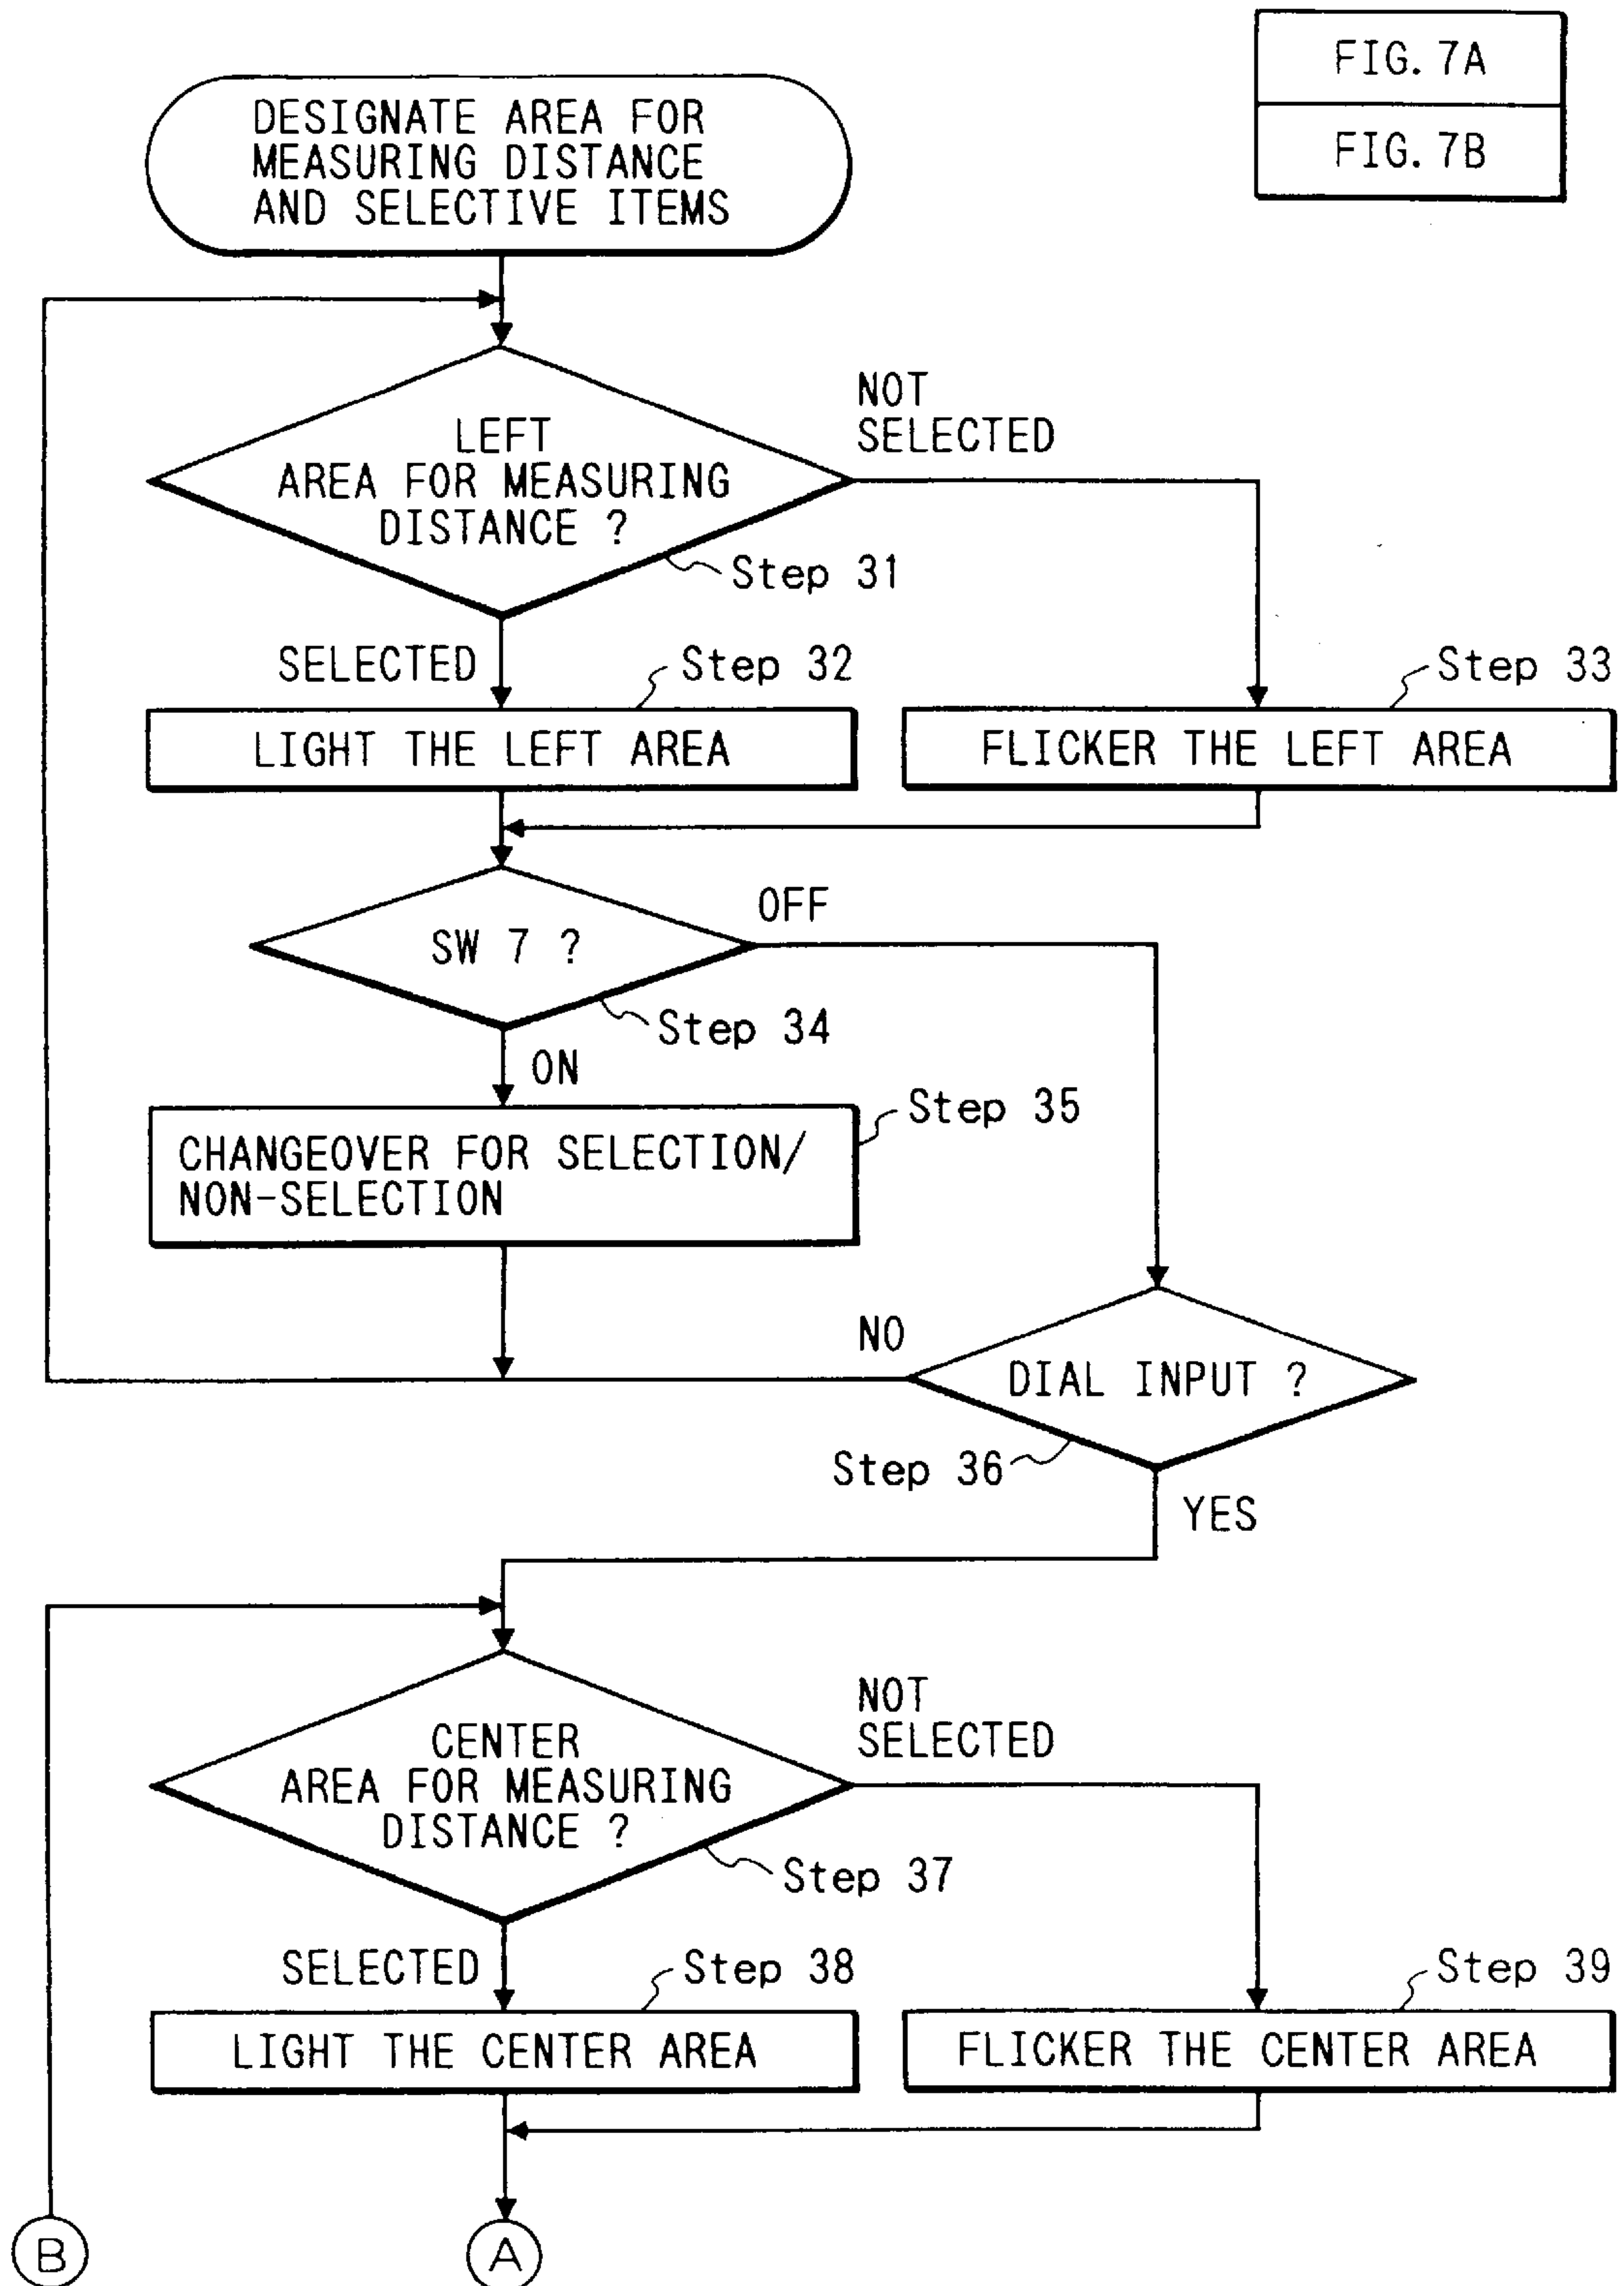 FIG. 7A
FIG. 7B
DESIGNATE AREA FOR
MEASURING DISTANCE
AND SELECTIVE ITEMS
LEFT
AREA FOR MEASURING
DISTANCE ?
NOT
SELECTED
Step 31
SELECTED
Step 32
Step 33
LIGHT THE LEFT AREA
FLICKER THE LEFT AREA
SW 7 ?
OFF
Step 34
ON
Step 35
CHANGEOVER FOR SELECTION/
NON-SELECTION
NO
DIAL INPUT ?
Step 36
YES
CENTER
AREA FOR MEASURING
DISTANCE ?
NOT
SELECTED
Step 37
SELECTED
Step 38
Step 39
LIGHT THE CENTER AREA
FLICKER THE CENTER AREA
B
A